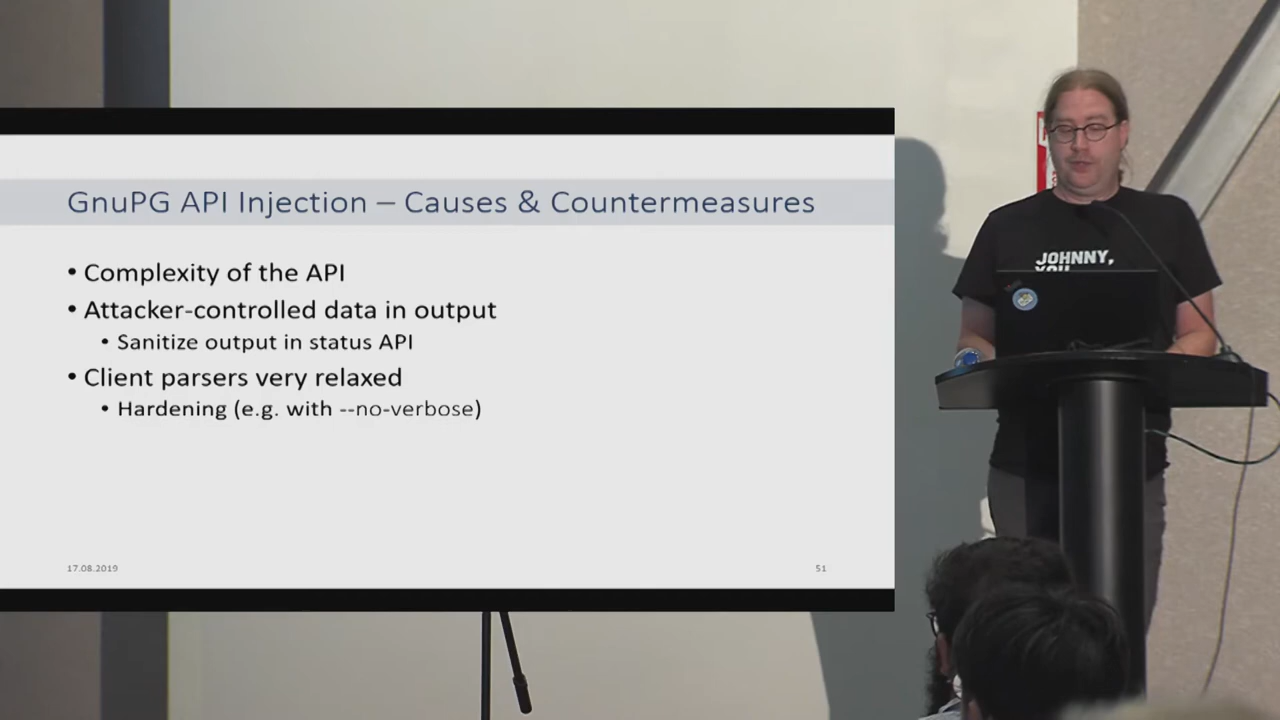 GnuPG API Injection – Causes & Countermeasures
• Complexity of the API
• Attacker-controlled data in output
• Sanitize output in status API
• Client parsers very relaxed
• Hardening (e.g. with --no-verbose)
17.08.2019
51
JOHNNY,
YOU